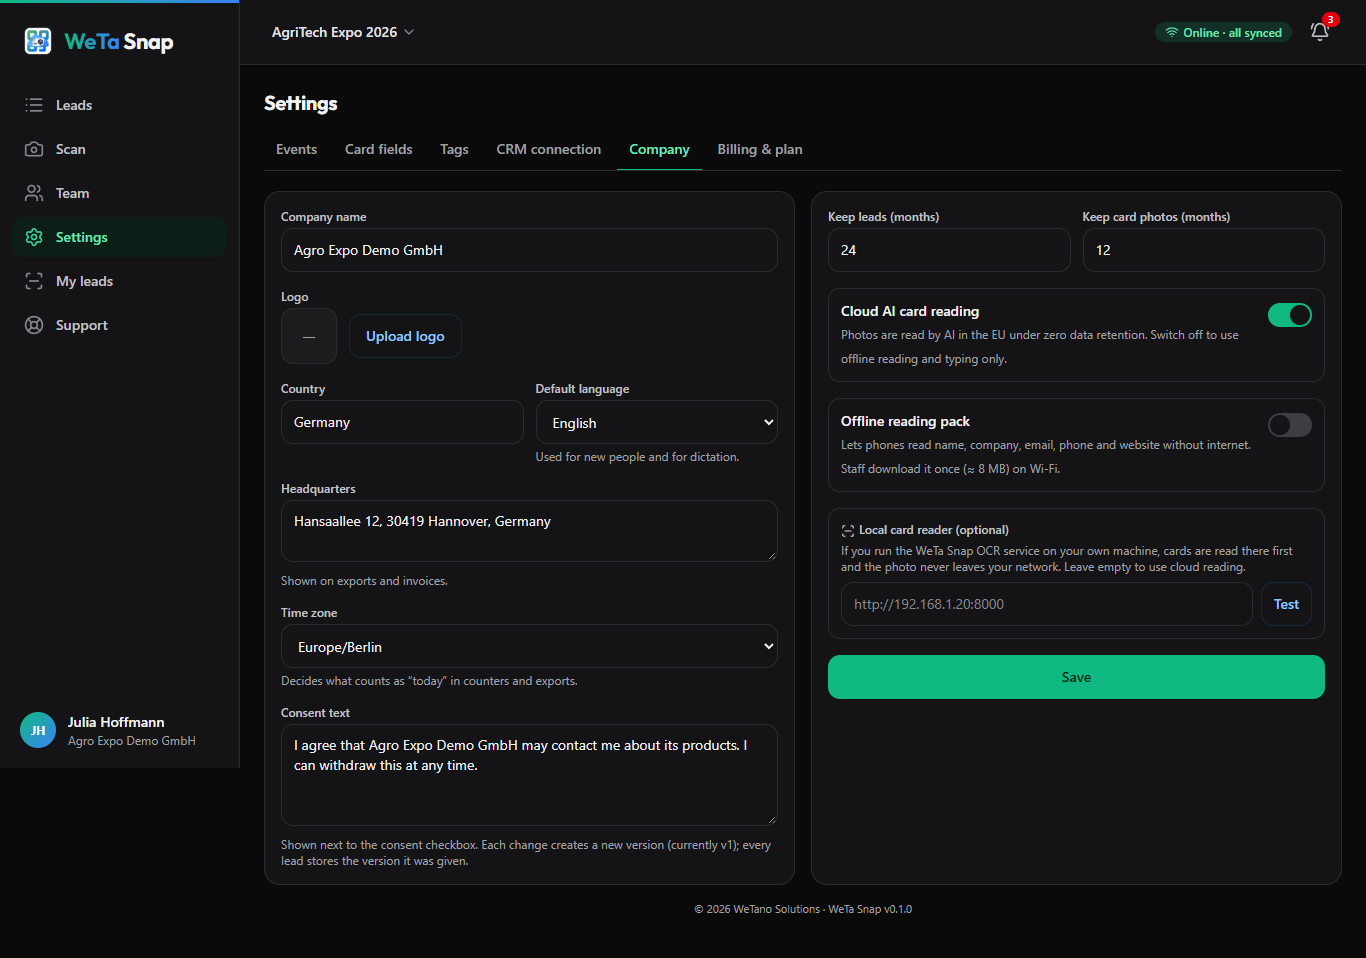 WeTa Snap
AgriTech Expo 2026
Online · all synced
3
Leads
Scan
Team
Settings
My leads
Support
JH
Julia Hoffmann
Agro Expo Demo GmbH
Settings
Events
Card fields
Tags
CRM connection
Company
Billing & plan
Company name
Agro Expo Demo GmbH
Logo
—
Upload logo
Country
Germany
Default language
English
Used for new people and for dictation.
Headquarters
Hansaallee 12, 30419 Hannover, Germany
Shown on exports and invoices.
Time zone
Europe/Berlin
Decides what counts as “today” in counters and exports.
Consent text
I agree that Agro Expo Demo GmbH may contact me about its products. I
can withdraw this at any time.
Shown next to the consent checkbox. Each change creates a new version (currently v1); every
lead stores the version it was given.
Keep leads (months)
24
Keep card photos (months)
12
Cloud AI card reading
Photos are read by AI in the EU under zero data retention. Switch off to use
offline reading and typing only.
Offline reading pack
Lets phones read name, company, email, phone and website without internet.
Staff download it once (≈ 8 MB) on Wi-Fi.
Local card reader (optional)
If you run the WeTa Snap OCR service on your own machine, cards are read there first
and the photo never leaves your network. Leave empty to use cloud reading.
http://192.168.1.20:8000
Test
Save
© 2026 WeTano Solutions · WeTa Snap v0.1.0